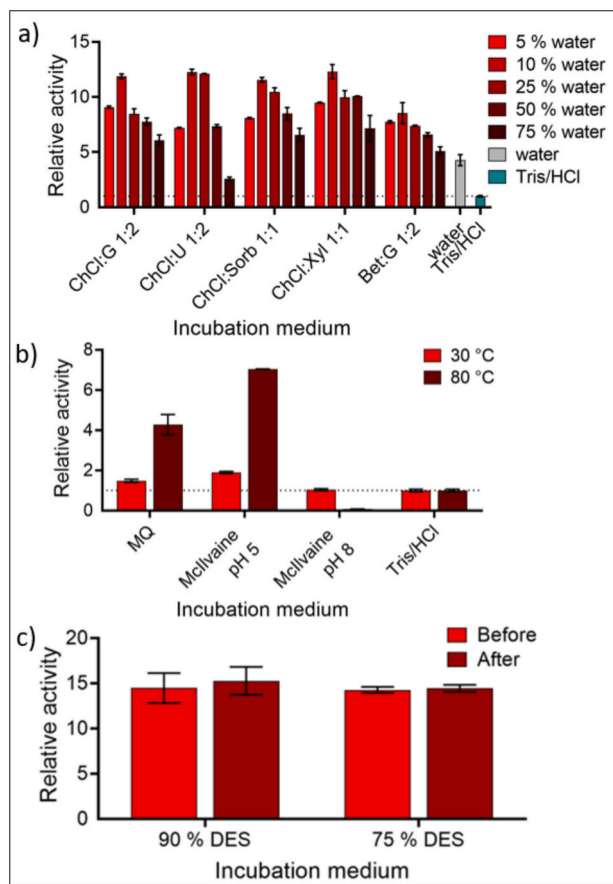 a)
Relative activity
15
10
5
0
5 % water
10 % water
25 % water
50 % water
75 % water
water
Tris/HCl
ChCl:G 1:2
ChCl:U 1:2
ChCl:Sorb 1:1
ChCl:Xyl 1:1
Bet:G 1:2
water
Tris/HCl
Incubation medium
b)
Relative activity
8
6
4
2
0
30 °C
80 °C
MQ
McIlvaine
pH 5
McIlvaine
pH 8
Tris/HCl
Incubation medium
c)
Relative activity
20
15
10
5
0
Before
After
90 % DES
75 % DES
Incubation medium